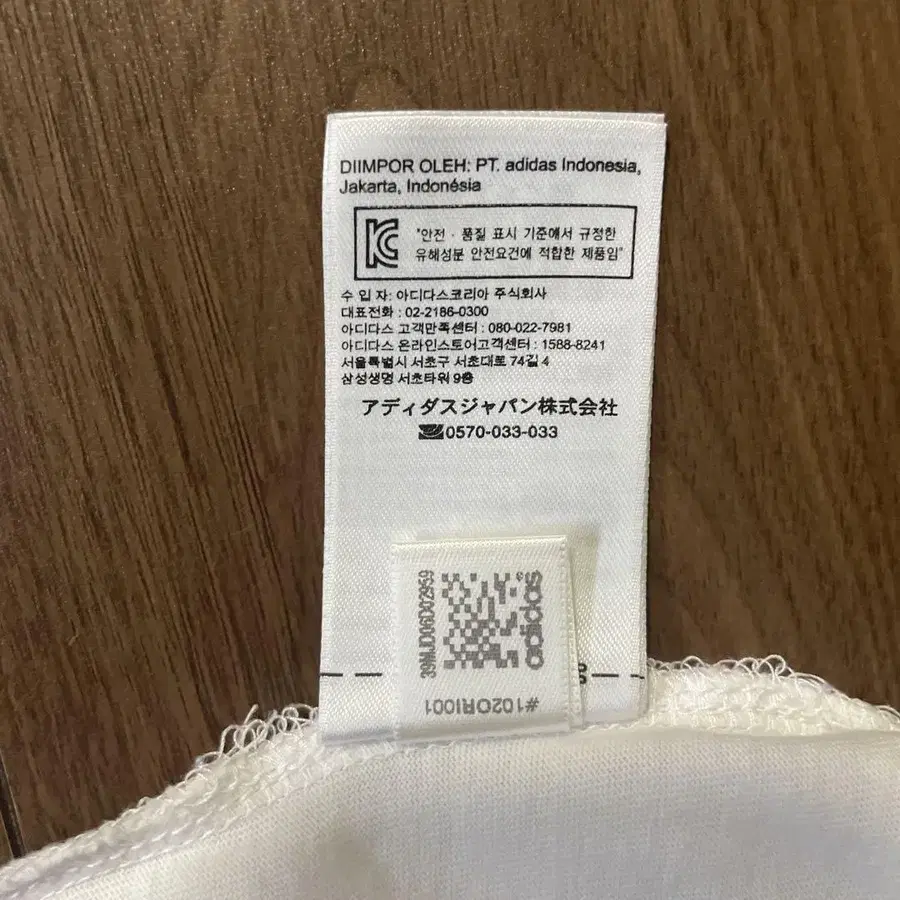 DIIMPOR OLEH: PT. adidas Indonesia,
Jakarta, Indonésia
"안전 · 품질 표시 기준에서 규정한
유해성분 안전요건에 적합한 제품임"
수 입 자: 아디다스코리아 주식회사
대표전화 : 02-2186-0300
아디다스 고객만족센터 : 080-022-7981
아디다스 온라인스토어고객센터 : 1588-8241
서울특별시 서초구 서초대로 74길 4
삼성생명 서초타워 9층
アディダスジャパン株式会社
0570-033-033
39MJD06D02959
adidas
#102ORI001